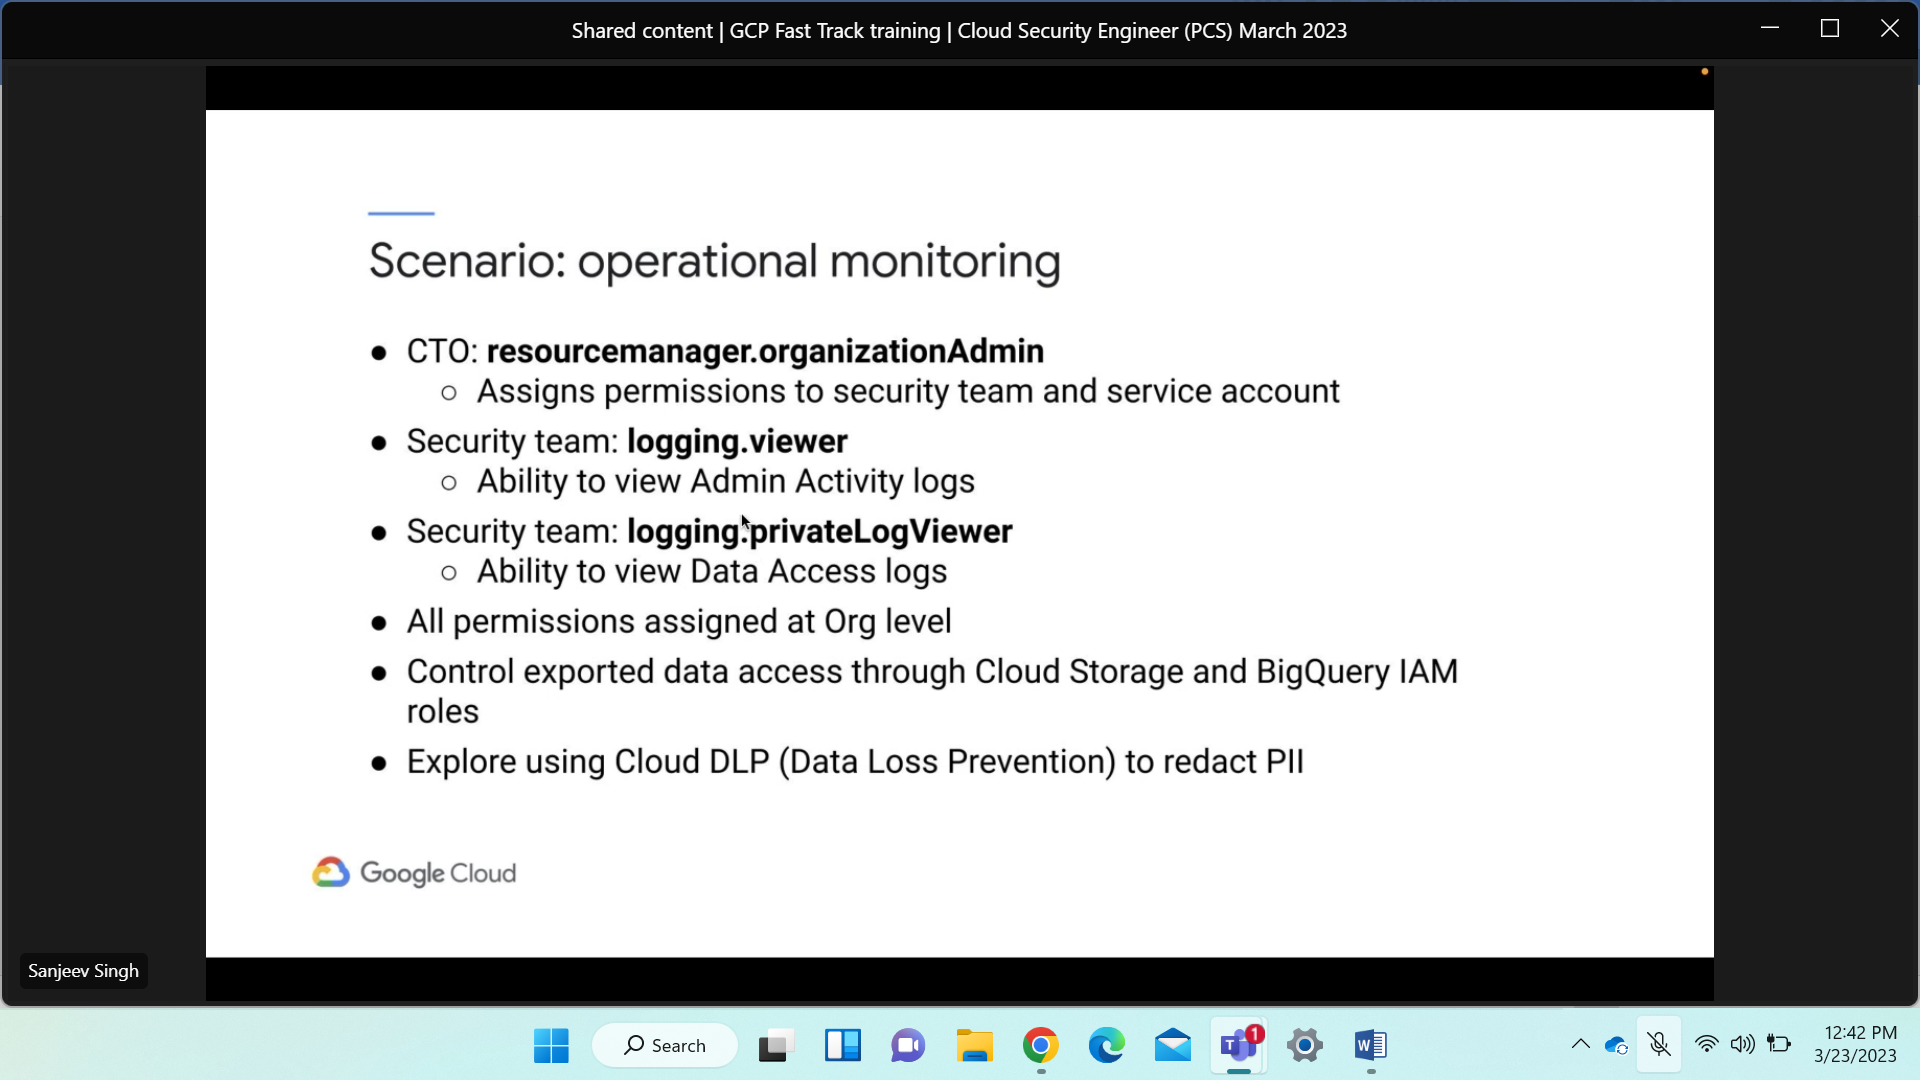 Shared content | GCP Fast Track training | Cloud Security Engineer (PCS) March 2023
Scenario: operational monitoring
● CTO: resourcemanager.organizationAdmin
○ Assigns permissions to security team and service account
● Security team: logging.viewer
○ Ability to view Admin Activity logs
● Security team: logging.privateLogViewer
○ Ability to view Data Access logs
● All permissions assigned at Org level
● Control exported data access through Cloud Storage and BigQuery IAM
roles
● Explore using Cloud DLP (Data Loss Prevention) to redact PII
Google Cloud
Sanjeev Singh
Search
1
12:42 PM
3/23/2023